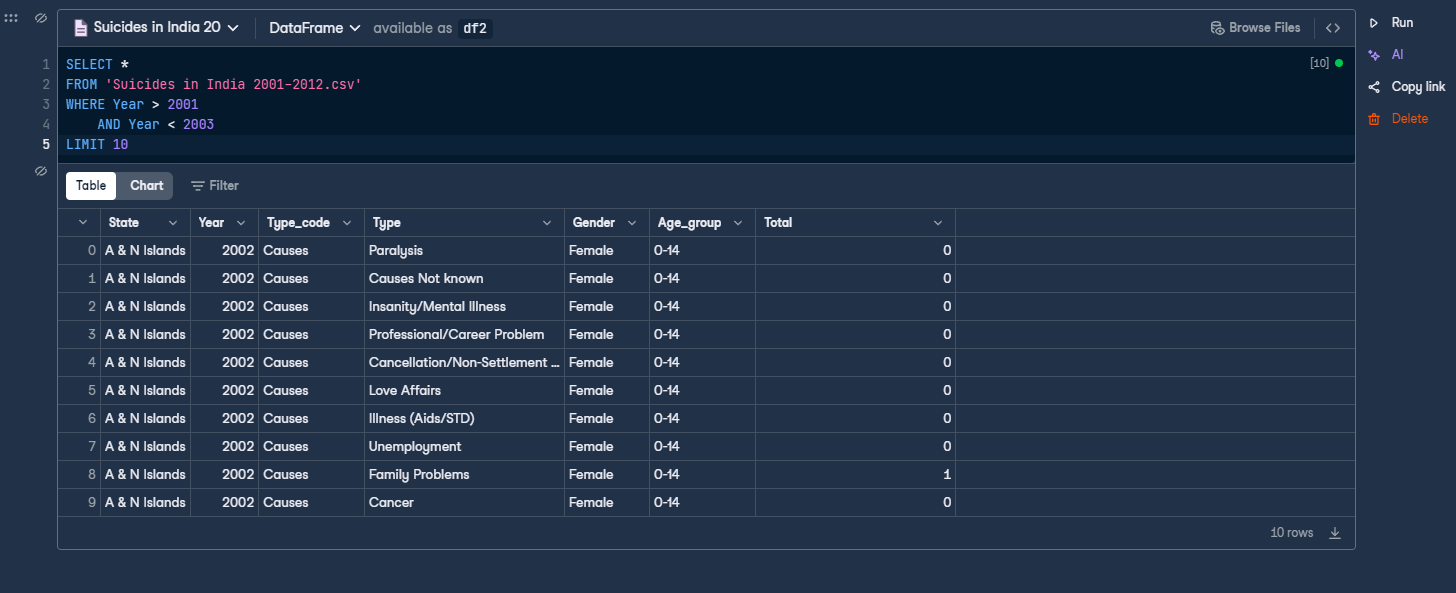 Suicides in India 20 DataFrame available as df2 Browse Files
Run
AI
Copy link
Delete
1 SELECT * [10]
2 FROM 'Suicides in India 2001-2012.csv'
3 WHERE Year > 2001
4 AND Year < 2003
5 LIMIT 10
Table Chart Filter
State Year Type_code Type Gender Age_group Total
0 A & N Islands 2002 Causes Paralysis Female 0-14 0
1 A & N Islands 2002 Causes Causes Not known Female 0-14 0
2 A & N Islands 2002 Causes Insanity/Mental Illness Female 0-14 0
3 A & N Islands 2002 Causes Professional/Career Problem Female 0-14 0
4 A & N Islands 2002 Causes Cancellation/Non-Settlement ... Female 0-14 0
5 A & N Islands 2002 Causes Love Affairs Female 0-14 0
6 A & N Islands 2002 Causes Illness (Aids/STD) Female 0-14 0
7 A & N Islands 2002 Causes Unemployment Female 0-14 0
8 A & N Islands 2002 Causes Family Problems Female 0-14 1
9 A & N Islands 2002 Causes Cancer Female 0-14 0
10 rows